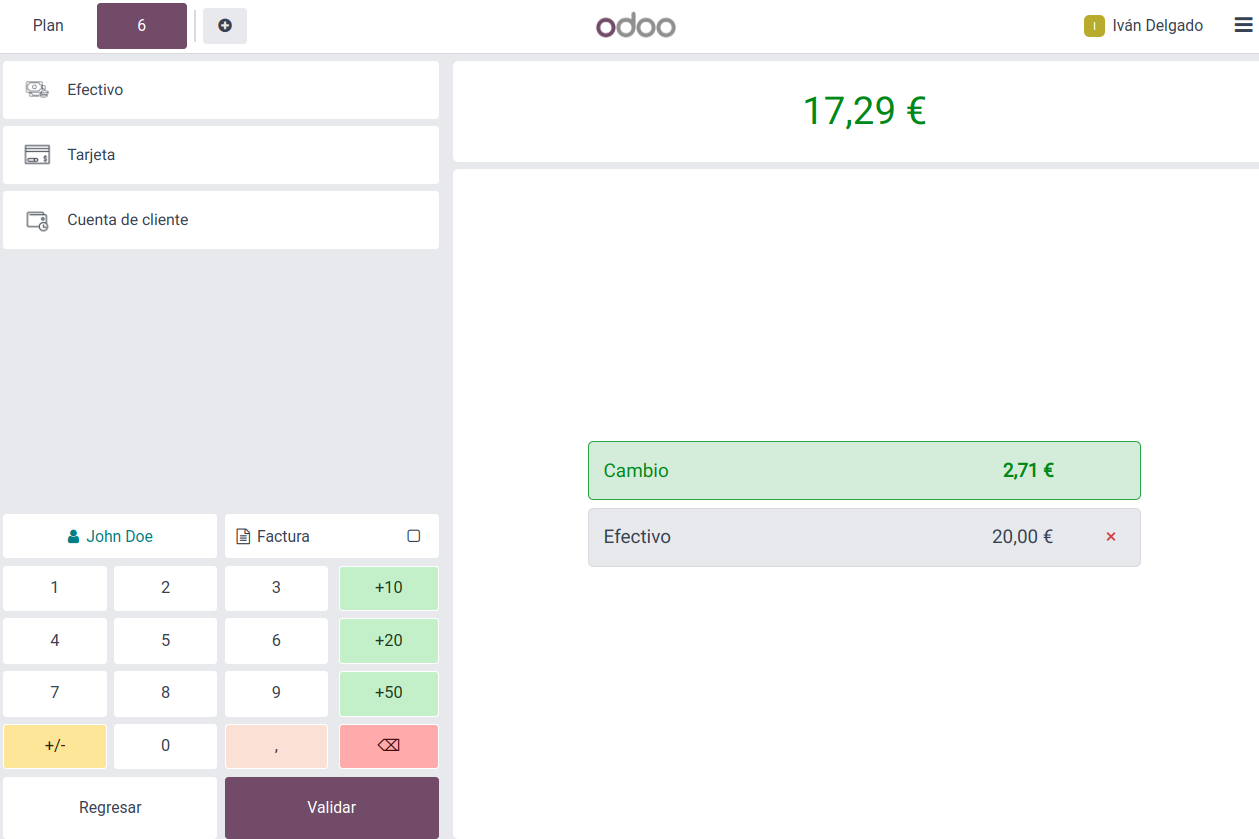 Plan 6 odoo I Iván Delgado
Efectivo
Tarjeta
Cuenta de cliente
17,29 €
Cambio 2,71 €
Efectivo 20,00 € ×
John Doe Factura
1 2 3 +10
4 5 6 +20
7 8 9 +50
+/- 0 , ⌫
Regresar Validar